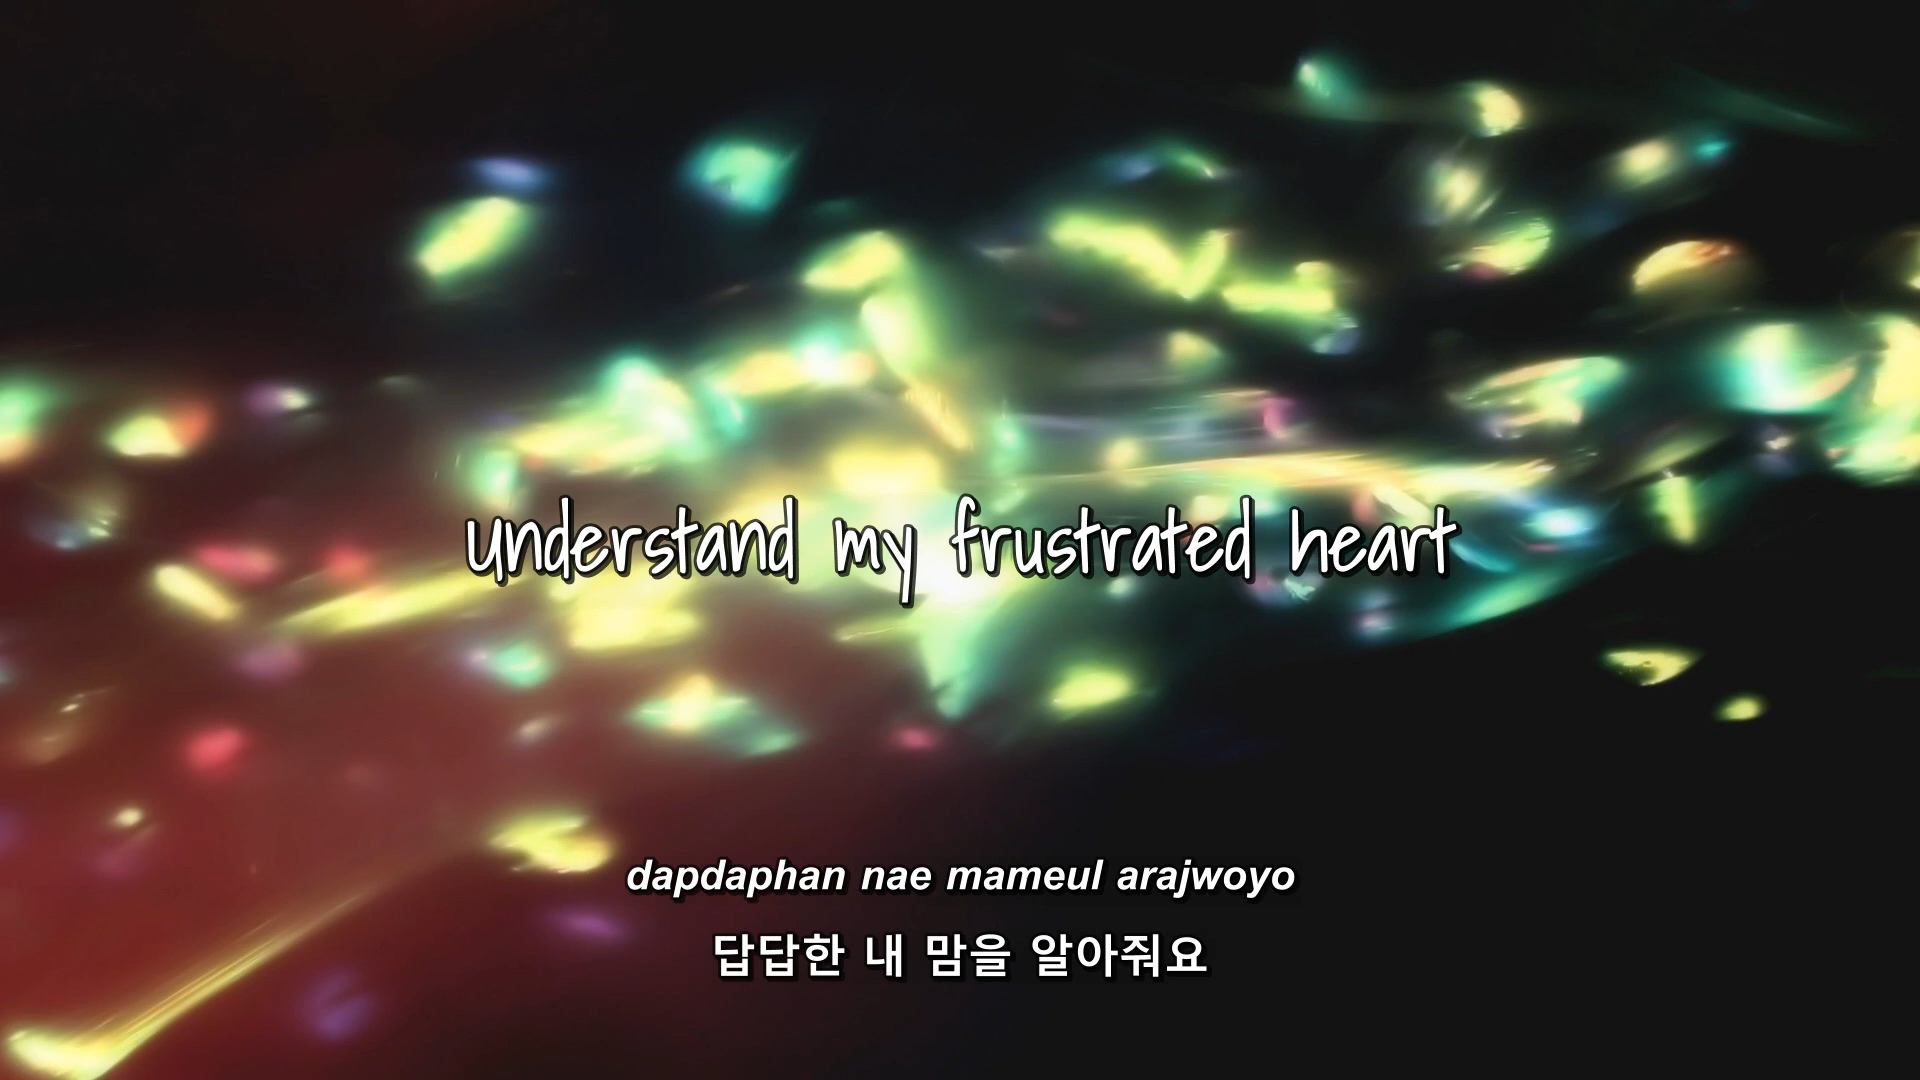 understand my frustrated heart
dapdaphan nae mameul arajwoyo
답답한 내 맘을 알아줘요